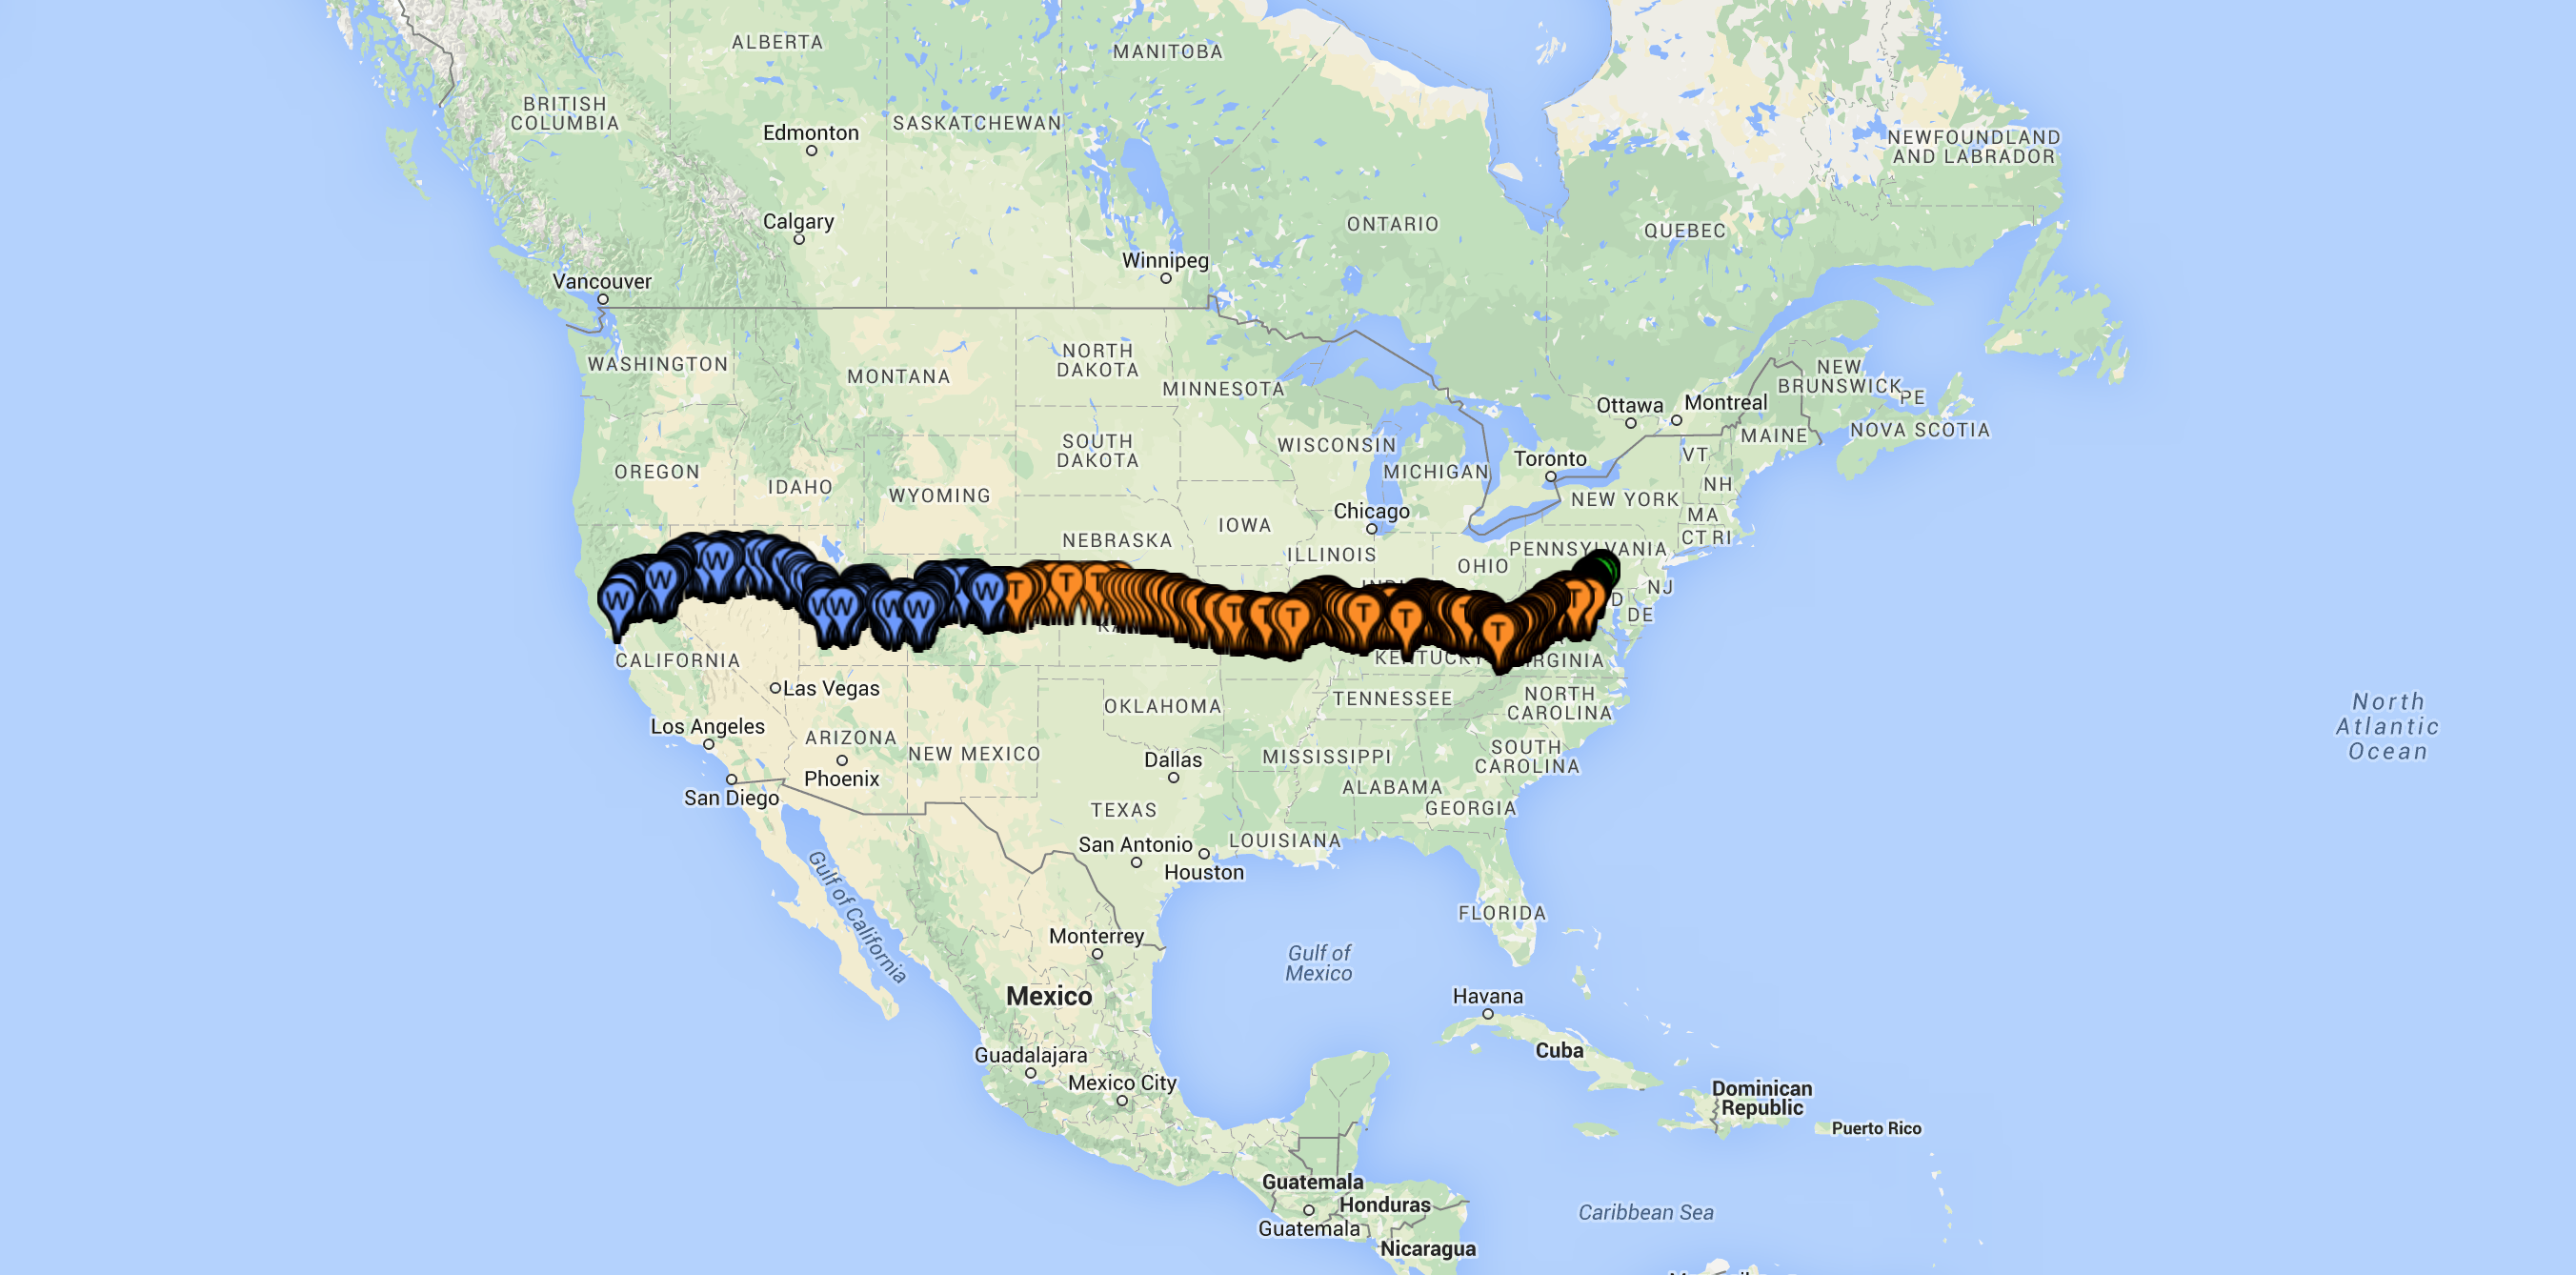 ALBERTA
MANITOBA
BRITISH
COLUMBIA
Edmonton
SASKATCHEWAN
NEWFOUNDLAND
AND LABRADOR
Calgary
ONTARIO
QUEBEC
Winnipeg
Vancouver
WASHINGTON
MONTANA
NORTH
DAKOTA
MINNESOTA
NEW
BRUNSWICK
PE
Ottawa
Montreal
NOVA SCOTIA
MAINE
OREGON
SOUTH
DAKOTA
WISCONSIN
MICHIGAN
Toronto
VT
IDAHO
WYOMING
NH
NEW YORK
Chicago
MA
IOWA
CT RI
NEBRASKA
ILLINOIS
OHIO
PENNSYLVANIA
NJ
DE
W
W
W
W
W
W
W
W
T
T
T
T
T
T
T
T
T
T
T
CALIFORNIA
KENTUCKY
Las Vegas
TENNESSEE
NORTH
CAROLINA
OKLAHOMA
Los Angeles
ARIZONA
NEW MEXICO
Phoenix
San Diego
Dallas
MISSISSIPPI
SOUTH
CAROLINA
ALABAMA
GEORGIA
TEXAS
North
Atlantic
Ocean
San Antonio
Houston
LOUISIANA
Gulf of California
FLORIDA
Monterrey
Gulf of
Mexico
Mexico
Havana
Cuba
Guadalajara
Mexico City
Dominican
Republic
Puerto Rico
Guatemala
Honduras
Guatemala
Caribbean Sea
Nicaragua